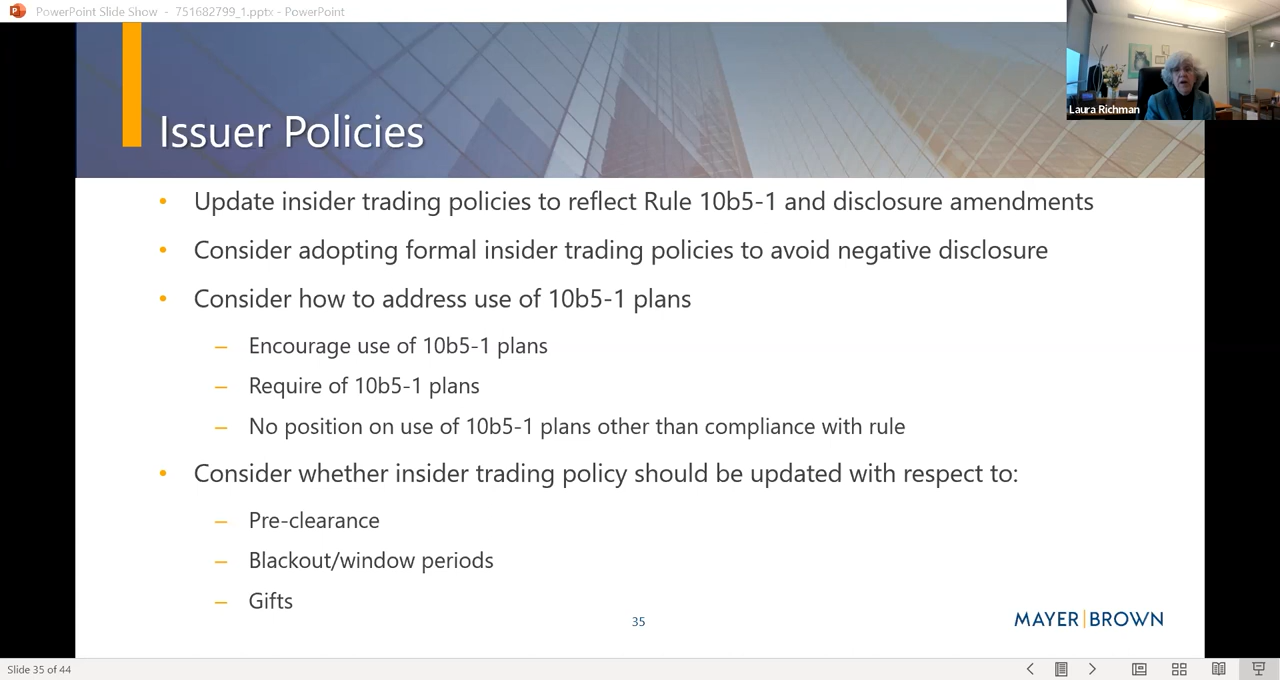 PowerPoint Slide Show - 751682799_1.pptx - PowerPoint
Laura Richman
Issuer Policies
• Update insider trading policies to reflect Rule 10b5-1 and disclosure amendments
• Consider adopting formal insider trading policies to avoid negative disclosure
• Consider how to address use of 10b5-1 plans
– Encourage use of 10b5-1 plans
– Require of 10b5-1 plans
– No position on use of 10b5-1 plans other than compliance with rule
• Consider whether insider trading policy should be updated with respect to:
– Pre-clearance
– Blackout/window periods
– Gifts
35
MAYER|BROWN
Slide 35 of 44